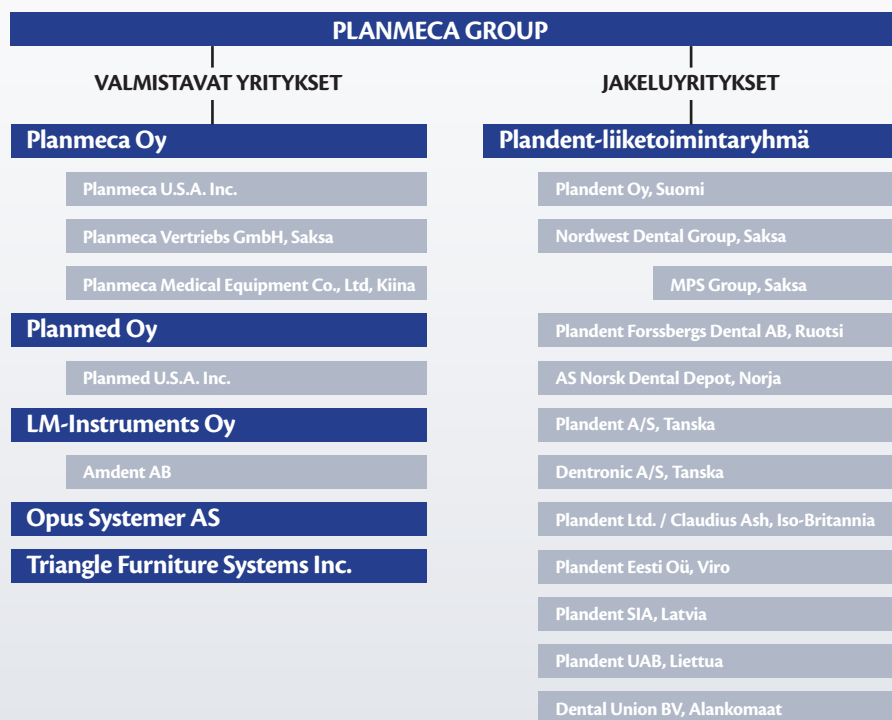 PLANMECA GROUP
VALMISTAVAT YRITYKSET
Planmeca Oy
Planmeca U.S.A. Inc.
Planmeca Vertriebs GmbH, Saksa
Planmeca Medical Equipment Co., Ltd, Kiina
Planmed Oy
Planmed U.S.A. Inc.
LM-Instruments Oy
Amdent AB
Opus Systemer AS
Triangle Furniture Systems Inc.
JAKELUYRITYKSET
Plandent-liiketoimintaryhmä
Plandent Oy, Suomi
Nordwest Dental Group, Saksa
MPS Group, Saksa
Plandent Forssbergs Dental AB, Ruotsi
AS Norsk Dental Depot, Norja
Plandent A/S, Tanska
Dentronic A/S, Tanska
Plandent Ltd. / Claudius Ash, Iso-Britannia
Plandent Eesti Oü, Viro
Plandent SIA, Latvia
Plandent UAB, Liettua
Dental Union BV, Alankomaat